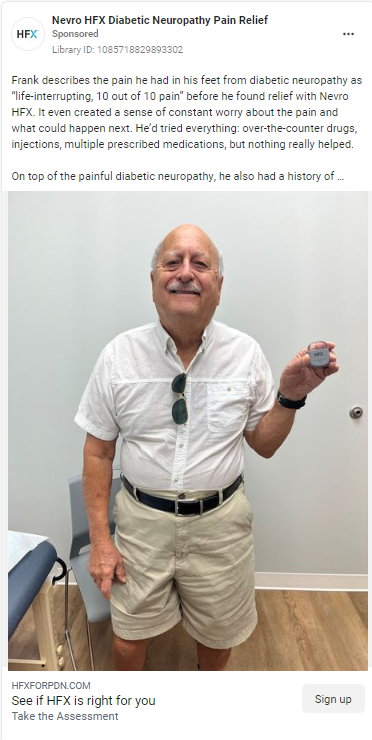 HFX
Nevro HFX Diabetic Neuropathy Pain Relief
Sponsored
Library ID: 1085718829893302
Frank describes the pain he had in his feet from diabetic neuropathy as
“life-interrupting, 10 out of 10 pain” before he found relief with Nevro
HFX. It even created a sense of constant worry about the pain and
what could happen next. He’d tried everything: over-the-counter drugs,
injections, multiple prescribed medications, but nothing really helped.
On top of the painful diabetic neuropathy, he also had a history of ...
HFX
HFXFORPDN.COM
See if HFX is right for you
Take the Assessment
Sign up